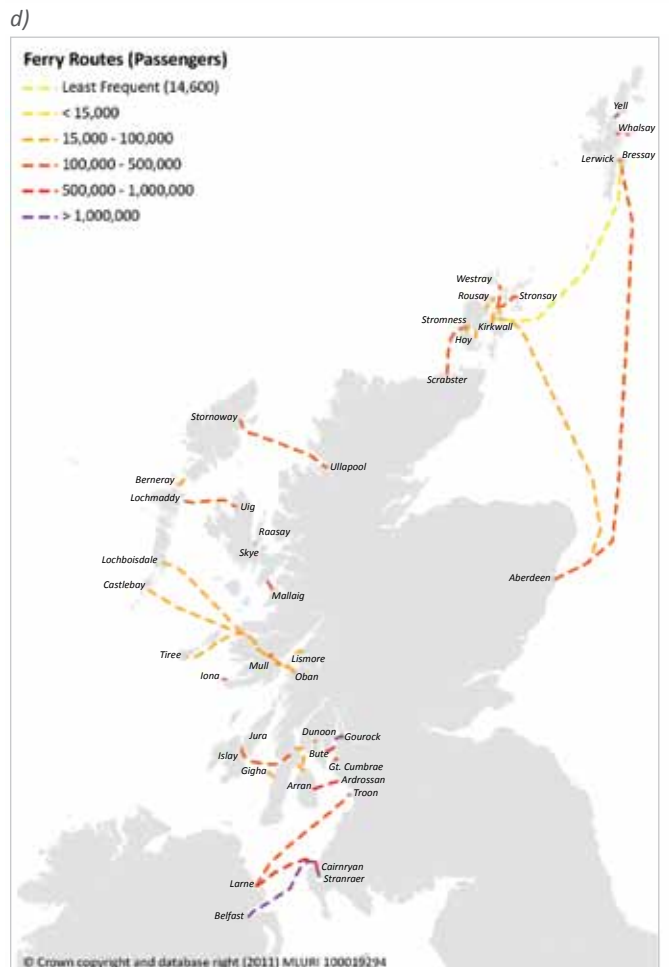 d)
Ferry Routes (Passengers)
Least Frequent (14,600)
< 15,000
15,000 - 100,000
100,000 - 500,000
500,000 - 1,000,000
> 1,000,000
Yell
Whalsay
Lerwick
Bressay
Westray
Rousay
Stronsay
Stromness
Kirkwall
Hoy
Scrabster
Stornoway
Ullapool
Berneray
Lochmaddy
Uig
Raasay
Skye
Lochboisdale
Castlebay
Aberdeen
Mallaig
Tiree
Lismore
Mull
Iona
Oban
Jura
Dunoon
Gourock
Islay
Bute
Gt. Cumbrae
Gigha
Arran
Ardrossan
Troon
Cairnryan
Stranraer
Larne
Belfast
© Crown copyright and database right (2011) MLURI 100019294